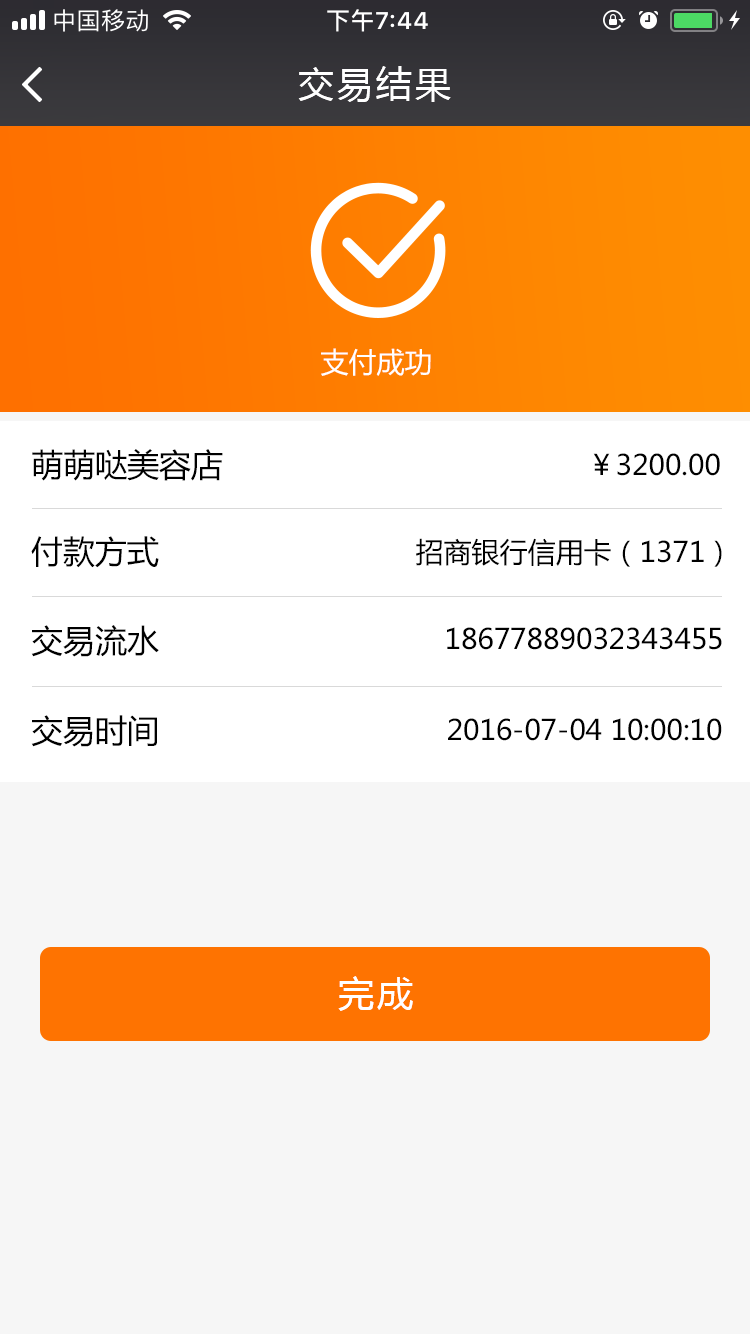 中国移动 下午7:44
交易结果
支付成功
萌萌哒美容店 ¥ 3200.00
付款方式 招商银行信用卡（1371）
交易流水 18677889032343455
交易时间 2016-07-04 10:00:10
完成